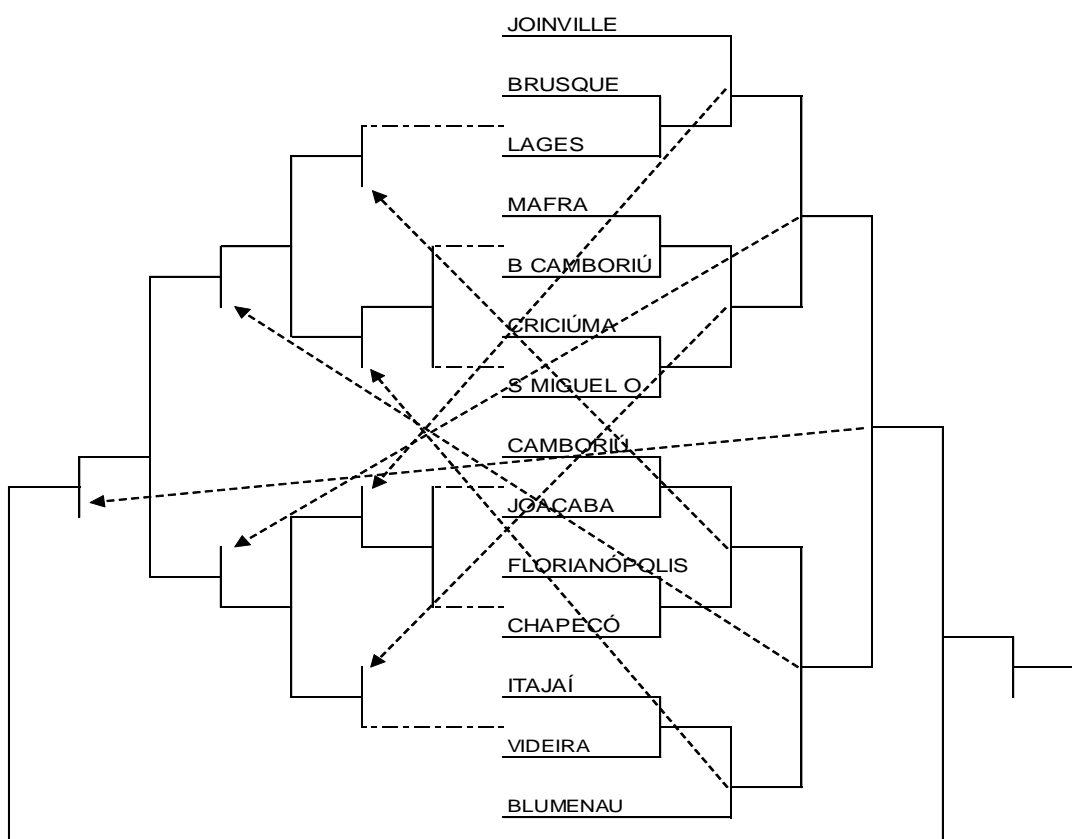 JOINVILLE
BRUSQUE
LAGES
MAFRA
B CAMBORIÚ
CRICIÚMA
S MIGUEL O
CAMBORIÚ
JOAÇABA
FLORIANÓPOLIS
CHAPECÓ
ITAJAÍ
VIDEIRA
BLUMENAU